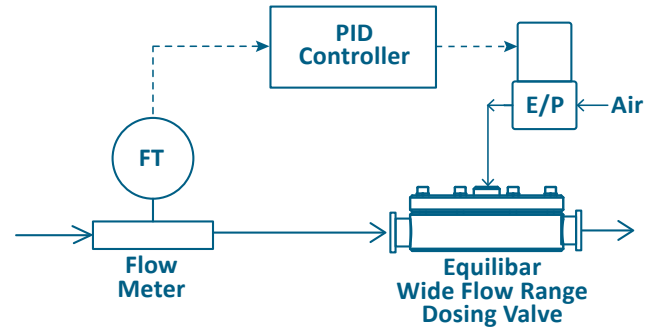 PID
Controller
E/P
Air
FT
Flow
Meter
Equilibar
Wide Flow Range
Dosing Valve